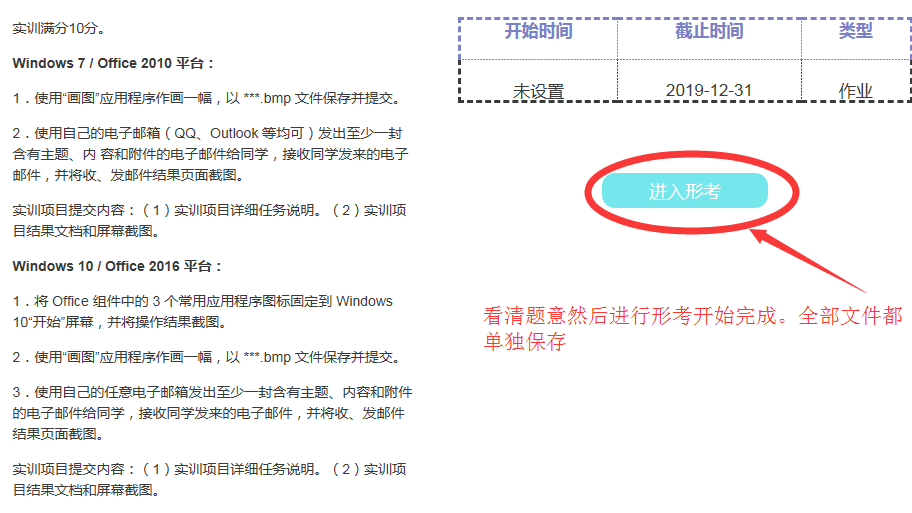 实训满分10分。
Windows 7 / Office 2010 平台：
1．使用“画图”应用程序作画一幅，以 ***.bmp 文件保存并提交。
2．使用自己的电子邮箱（QQ、Outlook 等均可）发出至少一封
含有主题、内 容和附件的电子邮件给同学，接收同学发来的电子
邮件，并将收、发邮件结果页面截图。
实训项目提交内容：（1）实训项目详细任务说明。（2）实训项
目结果文档和屏幕截图。
Windows 10 / Office 2016 平台：
1．将 Office 组件中的 3 个常用应用程序图标固定到 Windows
10“开始”屏幕，并将操作结果截图。
2．使用“画图”应用程序作画一幅，以 ***.bmp 文件保存并提交。
3．使用自己的任意电子邮箱发出至少一封含有主题、内容和附件
的电子邮件给同学，接收同学发来的电子邮件，并将收、发邮件
结果页面截图。
实训项目提交内容：（1）实训项目详细任务说明。（2）实训项
目结果文档和屏幕截图。
开始时间 截止时间 类型
未设置 2019-12-31 作业
进入形考
看清题意然后进行形考开始完成。全部文件都
单独保存